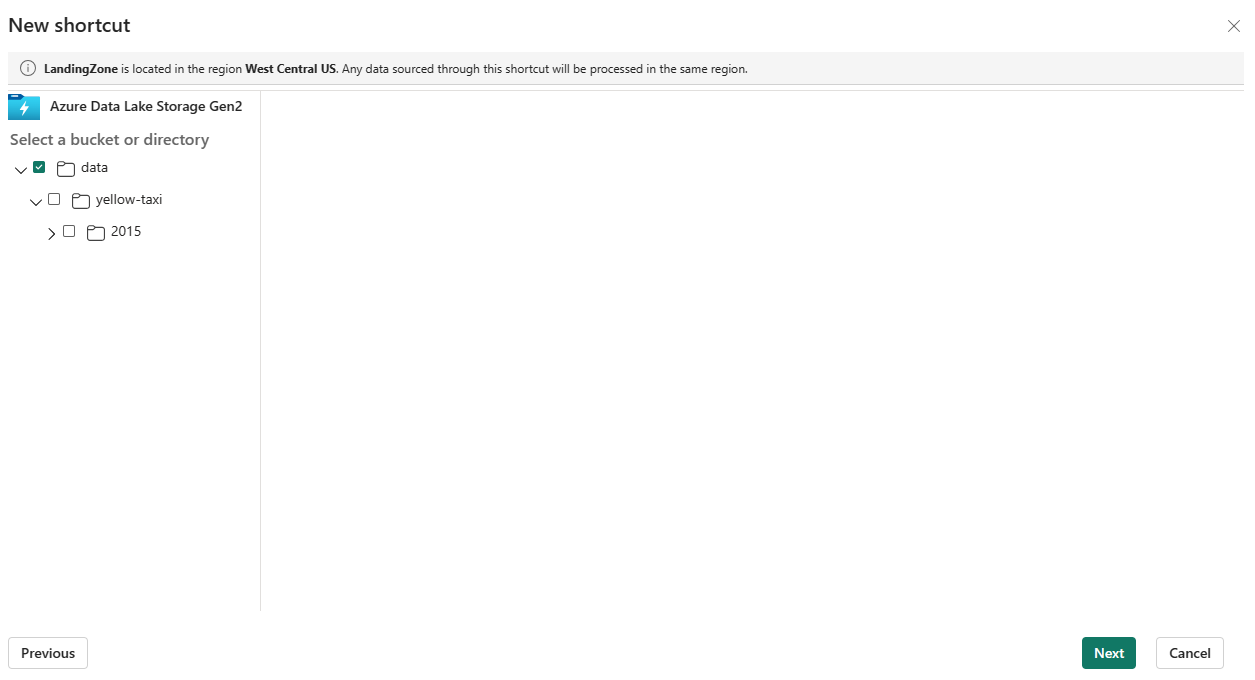 New shortcut
LandingZone is located in the region West Central US. Any data sourced through this shortcut will be processed in the same region.
Azure Data Lake Storage Gen2
Select a bucket or directory
data
yellow-taxi
2015
Previous
Next
Cancel